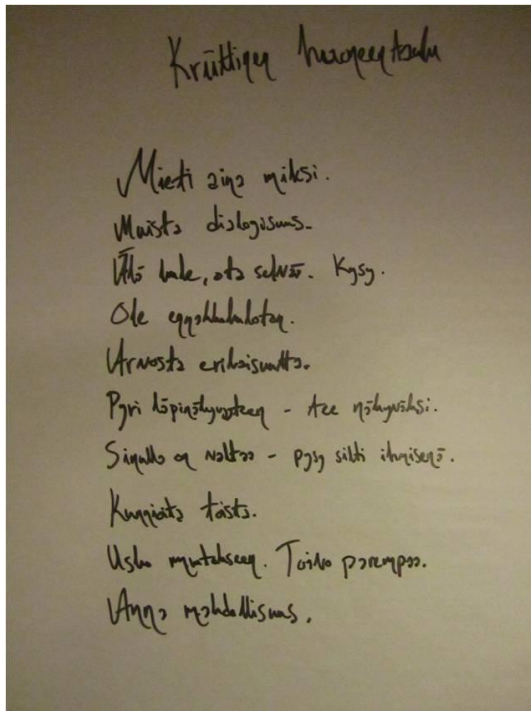 Kriittinen huoneentaulu
Mieti aina miksi.
Muista dialogisuus.
Älä luule, ota selvää. Kysy.
Ole ennakkoluuloton.
Arvosta erilaisuutta.
Pyri läpinäkyvyyteen - tee näkyväksi.
Sinulla on valtaa - pysy silti ihmisenä.
Kunnioita toista.
Usko muutokseen. Toivo parempaa.
Anna mahdollisuus.